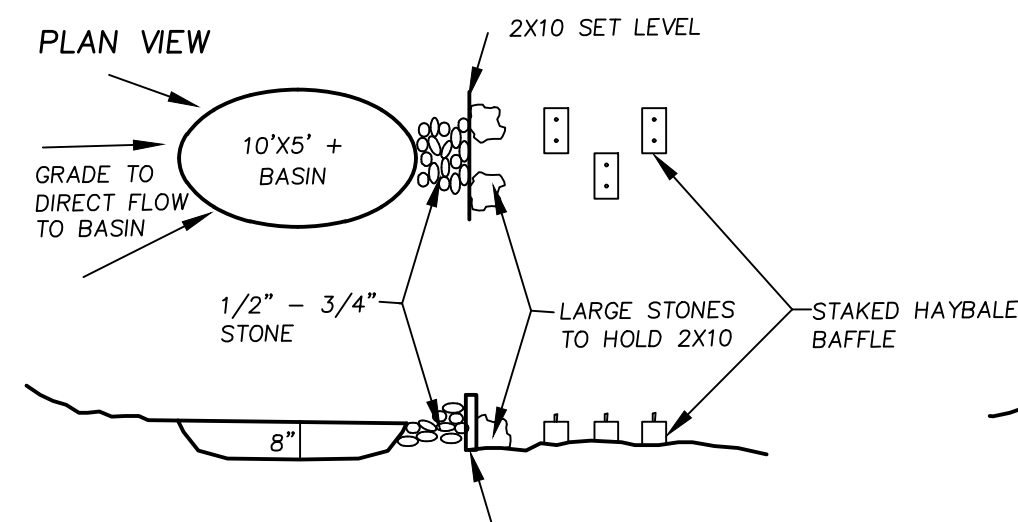 PLAN VIEW
2X10 SET LEVEL
10'X5' +
BASIN
GRADE TO
DIRECT FLOW
TO BASIN
1/2" – 3/4"
STONE
LARGE STONES
TO HOLD 2X10
STAKED HAYBALE
BAFFLE
8"